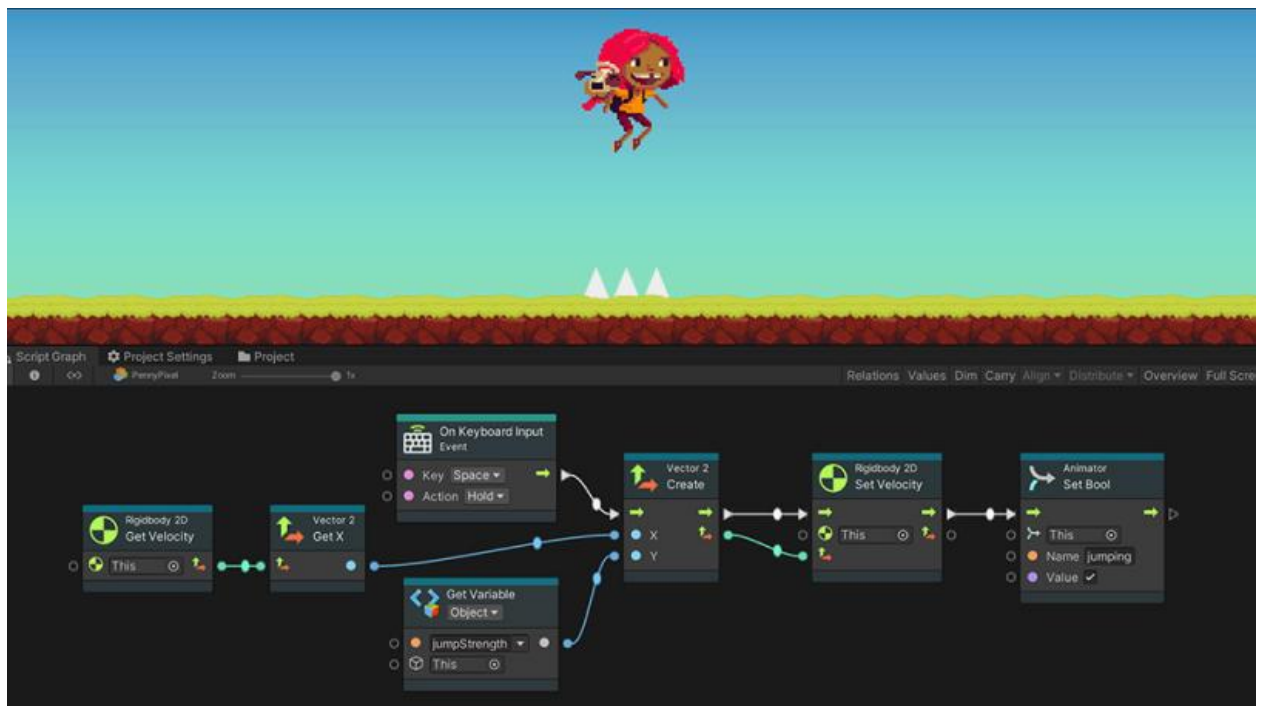 Script Graph Project Settings Project
PennyPixel Zoom 1x Relations Values Dim Carry Align Distribute Overview Full Scre
On Keyboard Input
Event
Key Space
Action Hold
Rigidbody 2D
Get Velocity
This
Vector 2
Get X
Get Variable
Object
jumpStrength
This
Vector 2
Create
X
Y
Rigidbody 2D
Set Velocity
This
Animator
Set Bool
This
Name jumping
Value